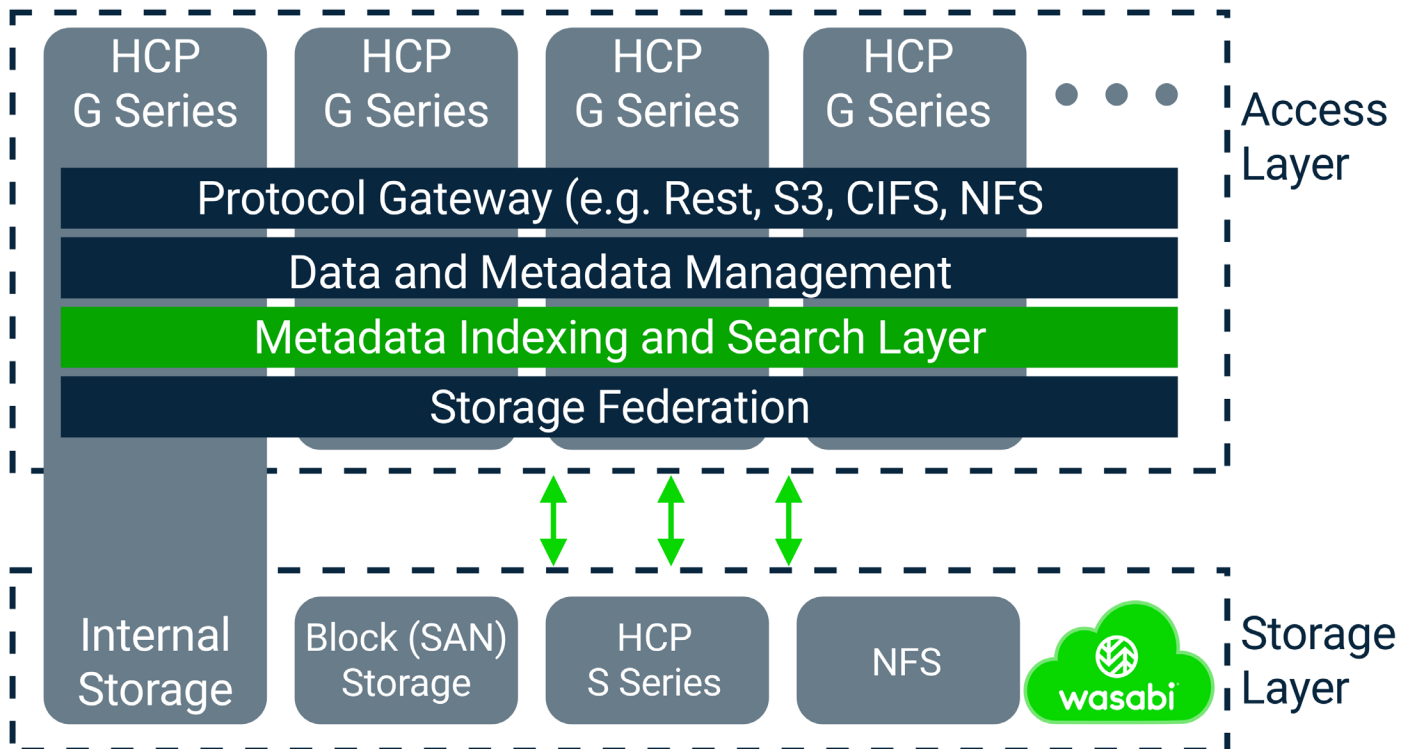 HCP
G Series
HCP
G Series
HCP
G Series
HCP
G Series
Access
Layer
Protocol Gateway (e.g. Rest, S3, CIFS, NFS
Data and Metadata Management
Metadata Indexing and Search Layer
Storage Federation
Internal
Storage
Block (SAN)
Storage
HCP
S Series
NFS
wasabi
Storage
Layer